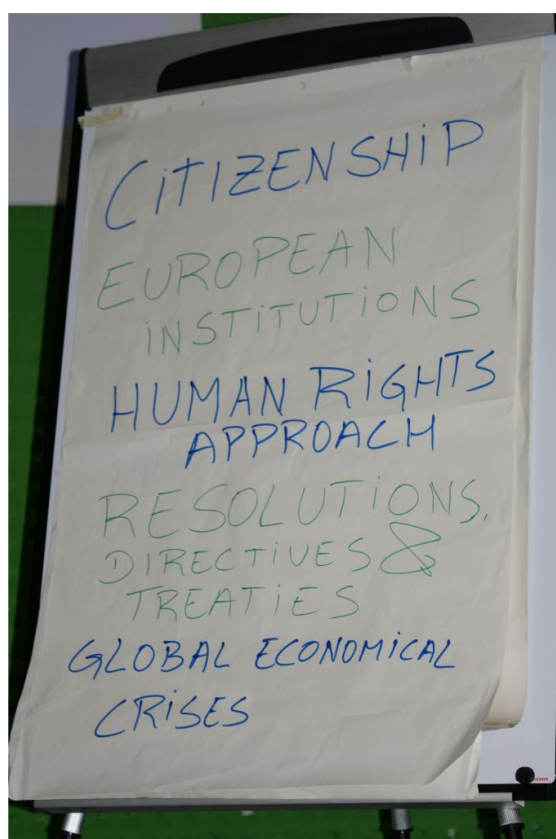 CiTiZENSHiP
EUROPEAN
iNSTiTUTiONS
HUMAN RiGHTS
APPROACH
RESOLUTiONS,
DIRECTIVES &
TREATiES
GLOBAL ECONOMiCAL
CRiSES